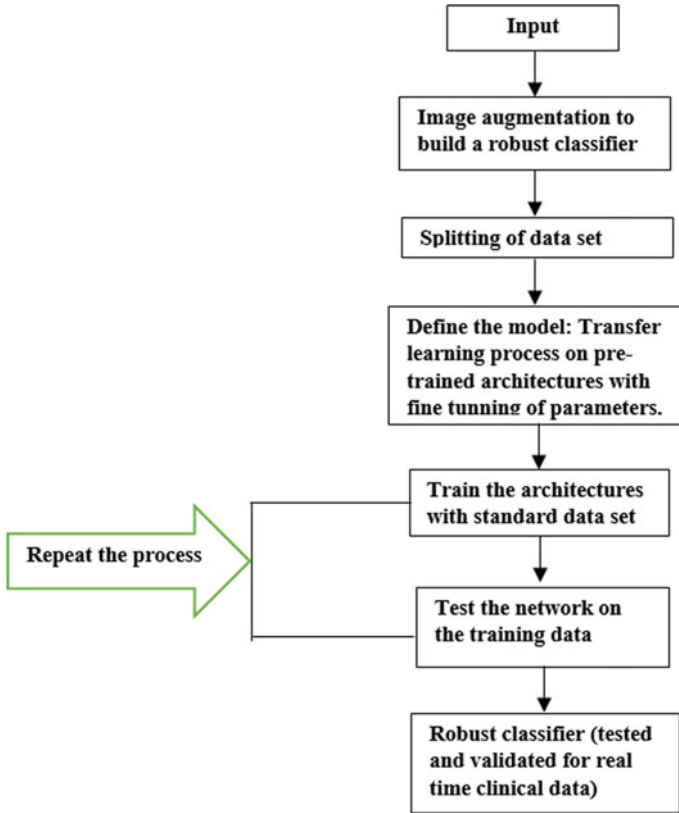 Input
Image augmentation to
build a robust classifier
Splitting of data set
Define the model: Transfer
learning process on pre-
trained architectures with
fine tunning of parameters.
Train the architectures
with standard data set
Repeat the process
Test the network on
the training data
Robust classifier (tested
and validated for real
time clinical data)